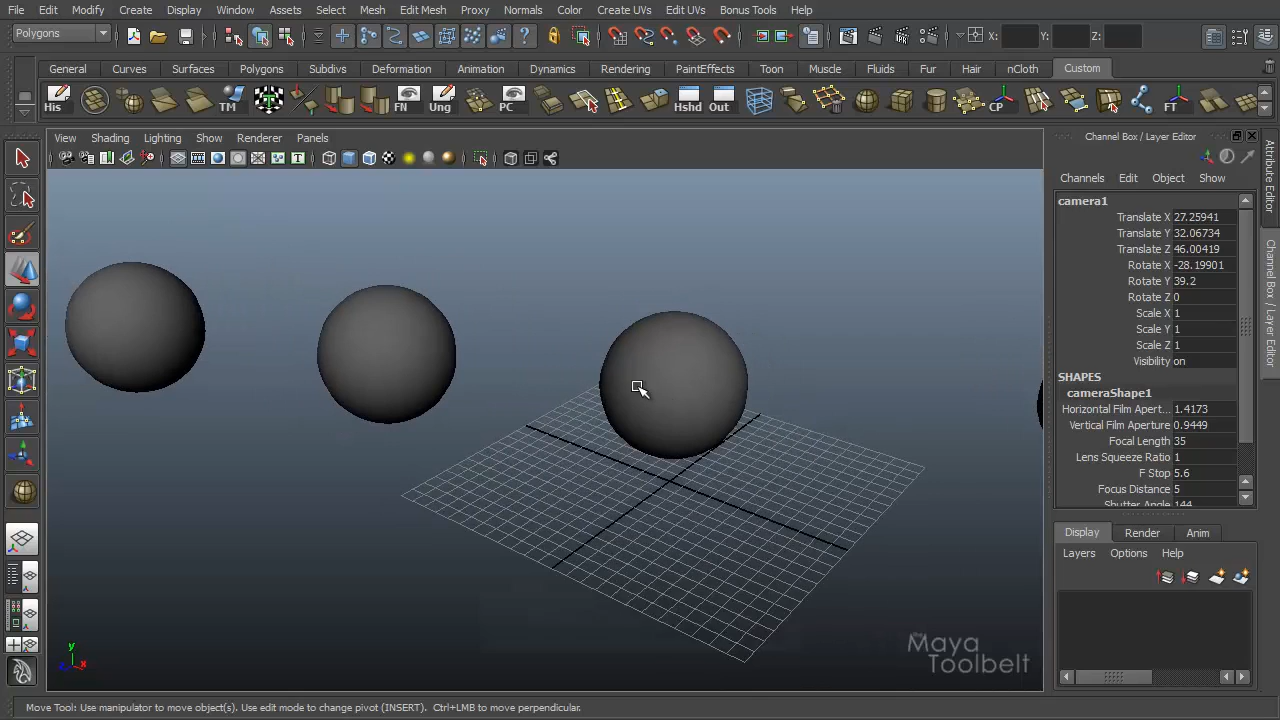 File Edit Modify Create Display Window Assets Select Mesh Edit Mesh Proxy Normals Color Create UVs Edit UVs Bonus Tools Help
Polygons X: Y: Z:
General Curves Surfaces Polygons Subdivs Deformation Animation Dynamics Rendering PaintEffects Toon Muscle Fluids Fur Hair nCloth Custom
His TM FN Ung PC Hshd Out CP FT
View Shading Lighting Show Renderer Panels
Channel Box / Layer Editor
Channels Edit Object Show
camera1
Translate X 27.25941
Translate Y 32.06734
Translate Z 46.00419
Rotate X -28.19901
Rotate Y 39.2
Rotate Z 0
Scale X 1
Scale Y 1
Scale Z 1
Visibility on
SHAPES
cameraShape1
Horizontal Film Apert... 1.4173
Vertical Film Aperture 0.9449
Focal Length 35
Lens Squeeze Ratio 1
F Stop 5.6
Focus Distance 5
Shutter Angle 144
Attribute Editor
Channel Box / Layer Editor
Display Render Anim
Layers Options Help
y
x
the
Maya
Toolbelt
Move Tool: Use manipulator to move object(s). Use edit mode to change pivot (INSERT). Ctrl+LMB to move perpendicular.